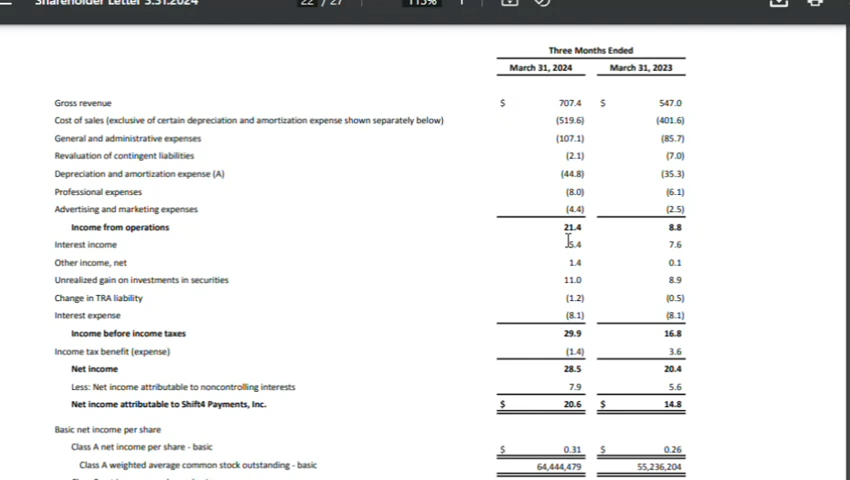 Shareholder Letter 3.31.2024 22 / 27 115%
Three Months Ended
March 31, 2024 March 31, 2023
Gross revenue $ 707.4 $ 547.0
Cost of sales (exclusive of certain depreciation and amortization expense shown separately below) (519.6) (401.6)
General and administrative expenses (107.1) (85.7)
Revaluation of contingent liabilities (2.1) (7.0)
Depreciation and amortization expense (A) (44.8) (35.3)
Professional expenses (8.0) (6.1)
Advertising and marketing expenses (4.4) (2.5)
Income from operations 21.4 8.8
Interest income 5.4 7.6
Other income, net 1.4 0.1
Unrealized gain on investments in securities 11.0 8.9
Change in TRA liability (1.2) (0.5)
Interest expense (8.1) (8.1)
Income before income taxes 29.9 16.8
Income tax benefit (expense) (1.4) 3.6
Net income 28.5 20.4
Less: Net income attributable to noncontrolling interests 7.9 5.6
Net income attributable to Shift4 Payments, Inc. $ 20.6 $ 14.8
Basic net income per share
Class A net income per share - basic $ 0.31 $ 0.26
Class A weighted average common stock outstanding - basic 64,444,479 55,236,204